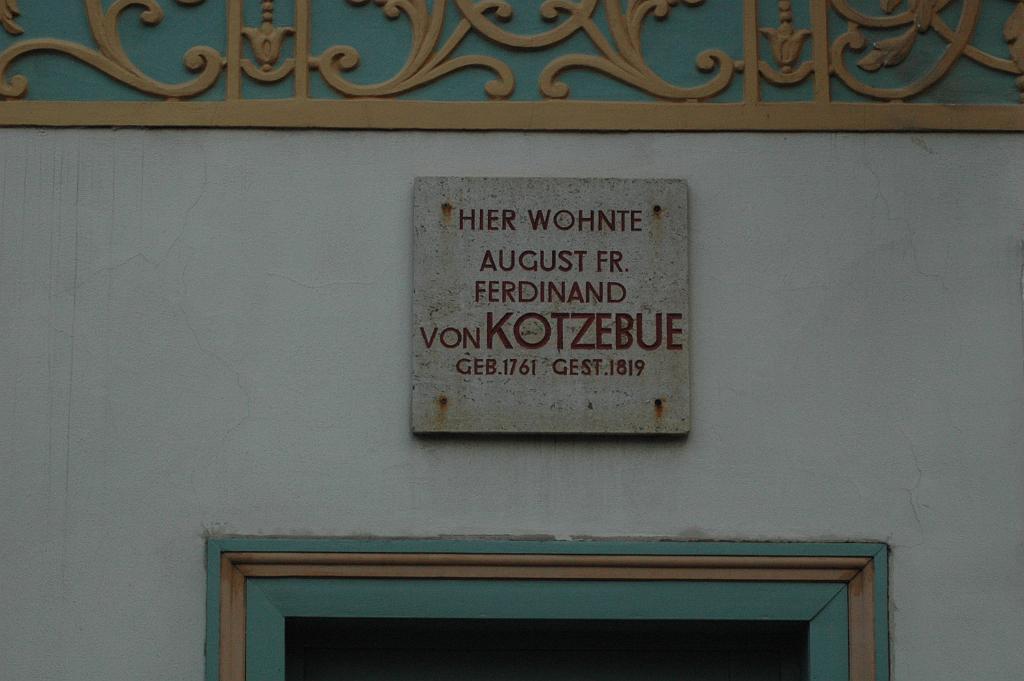 HIER WOHNTE
AUGUST FR.
FERDINAND
VON KOTZEBUE
GEB.1761 GEST.1819